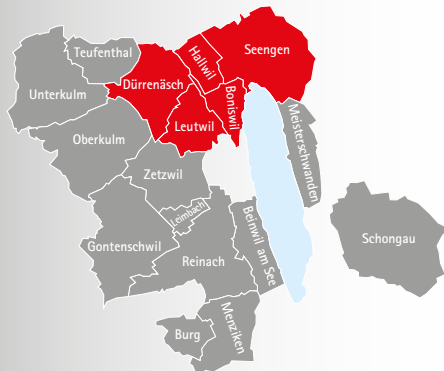 Teufenthal
Hallwil
Seengen
Dürrenäsch
Unterkulm
Boniswil
Leutwil
Meisterschwanden
Oberkulm
Zetzwil
Leimbach
Beinwil am See
Gontenschwil
Schongau
Reinach
Menziken
Burg